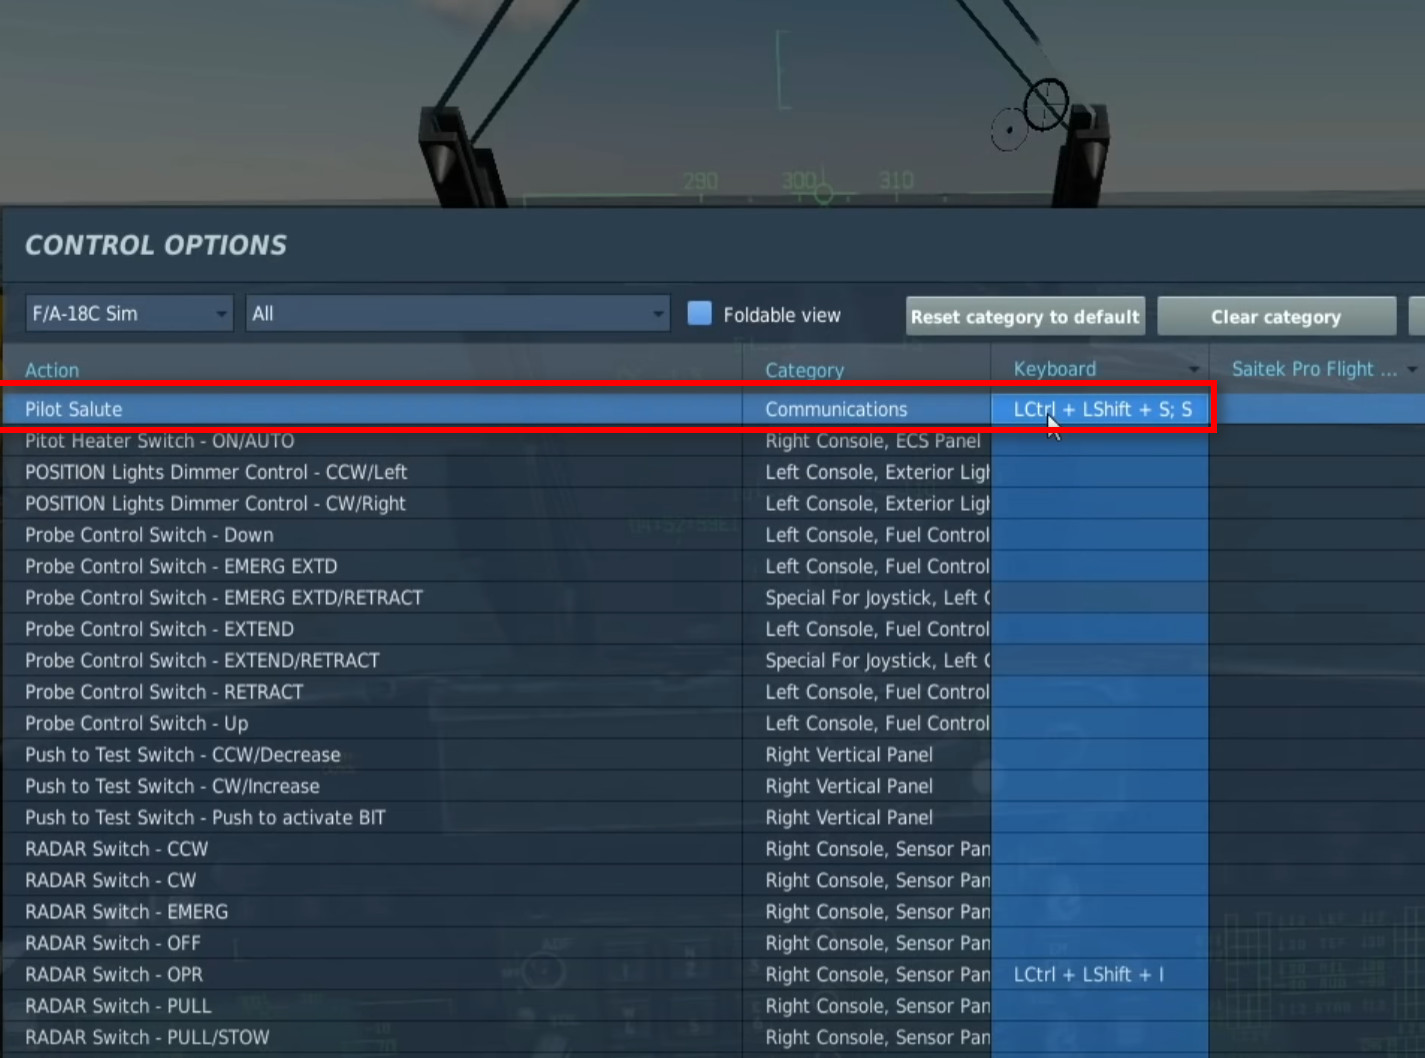 290 300 310
CONTROL OPTIONS
F/A-18C Sim All Foldable view Reset category to default Clear category
Action Category Keyboard Saitek Pro Flight ...
Pilot Salute Communications LCtrl + LShift + S; S
Pitot Heater Switch - ON/AUTO Right Console, ECS Panel
POSITION Lights Dimmer Control - CCW/Left Left Console, Exterior Ligh
POSITION Lights Dimmer Control - CW/Right Left Console, Exterior Ligh
Probe Control Switch - Down Left Console, Fuel Control
Probe Control Switch - EMERG EXTD Left Console, Fuel Control
Probe Control Switch - EMERG EXTD/RETRACT Special For Joystick, Left C
Probe Control Switch - EXTEND Left Console, Fuel Control
Probe Control Switch - EXTEND/RETRACT Special For Joystick, Left C
Probe Control Switch - RETRACT Left Console, Fuel Control
Probe Control Switch - Up Left Console, Fuel Control
Push to Test Switch - CCW/Decrease Right Vertical Panel
Push to Test Switch - CW/Increase Right Vertical Panel
Push to Test Switch - Push to activate BIT Right Vertical Panel
RADAR Switch - CCW Right Console, Sensor Pan
RADAR Switch - CW Right Console, Sensor Pan
RADAR Switch - EMERG Right Console, Sensor Pan
RADAR Switch - OFF Right Console, Sensor Pan
RADAR Switch - OPR Right Console, Sensor Pan LCtrl + LShift + I
RADAR Switch - PULL Right Console, Sensor Pan
RADAR Switch - PULL/STOW Right Console, Sensor Pan